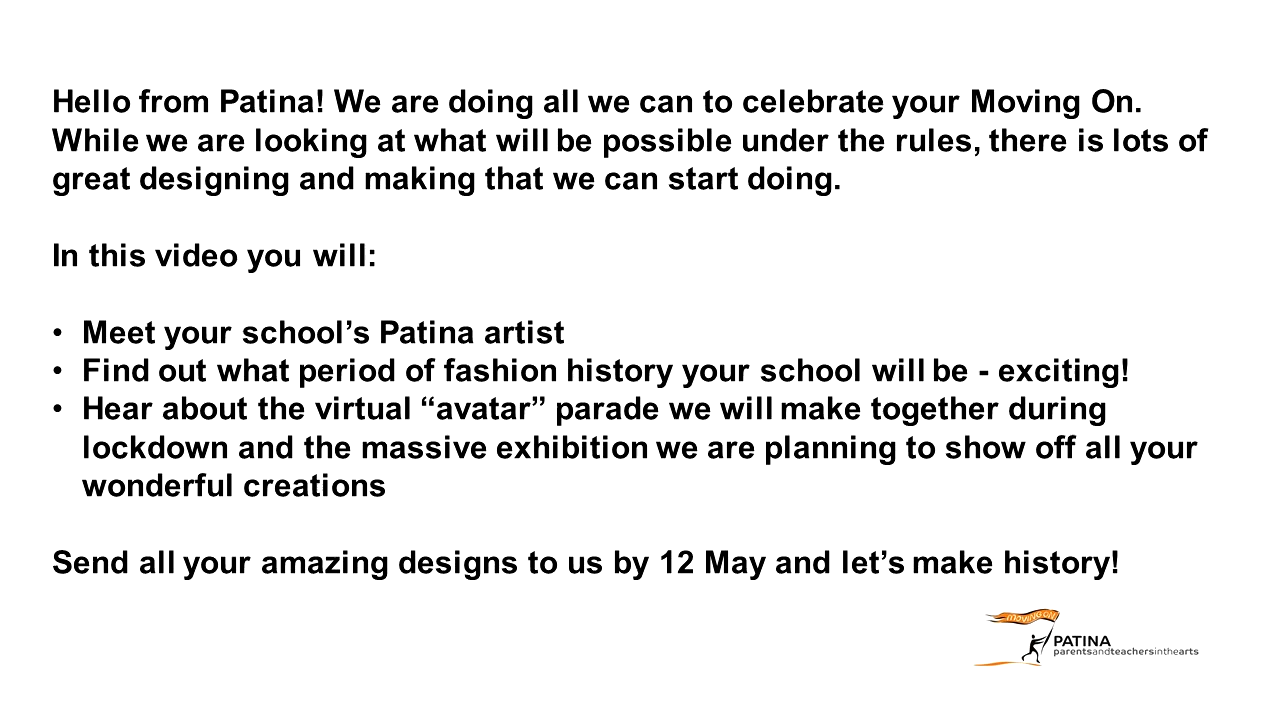 Hello from Patina! We are doing all we can to celebrate your Moving On.
While we are looking at what will be possible under the rules, there is lots of
great designing and making that we can start doing.
In this video you will:
• Meet your school’s Patina artist
• Find out what period of fashion history your school will be - exciting!
• Hear about the virtual “avatar” parade we will make together during
lockdown and the massive exhibition we are planning to show off all your
wonderful creations
Send all your amazing designs to us by 12 May and let’s make history!
MOVING ON
PATINA
parentsandteachersinthearts